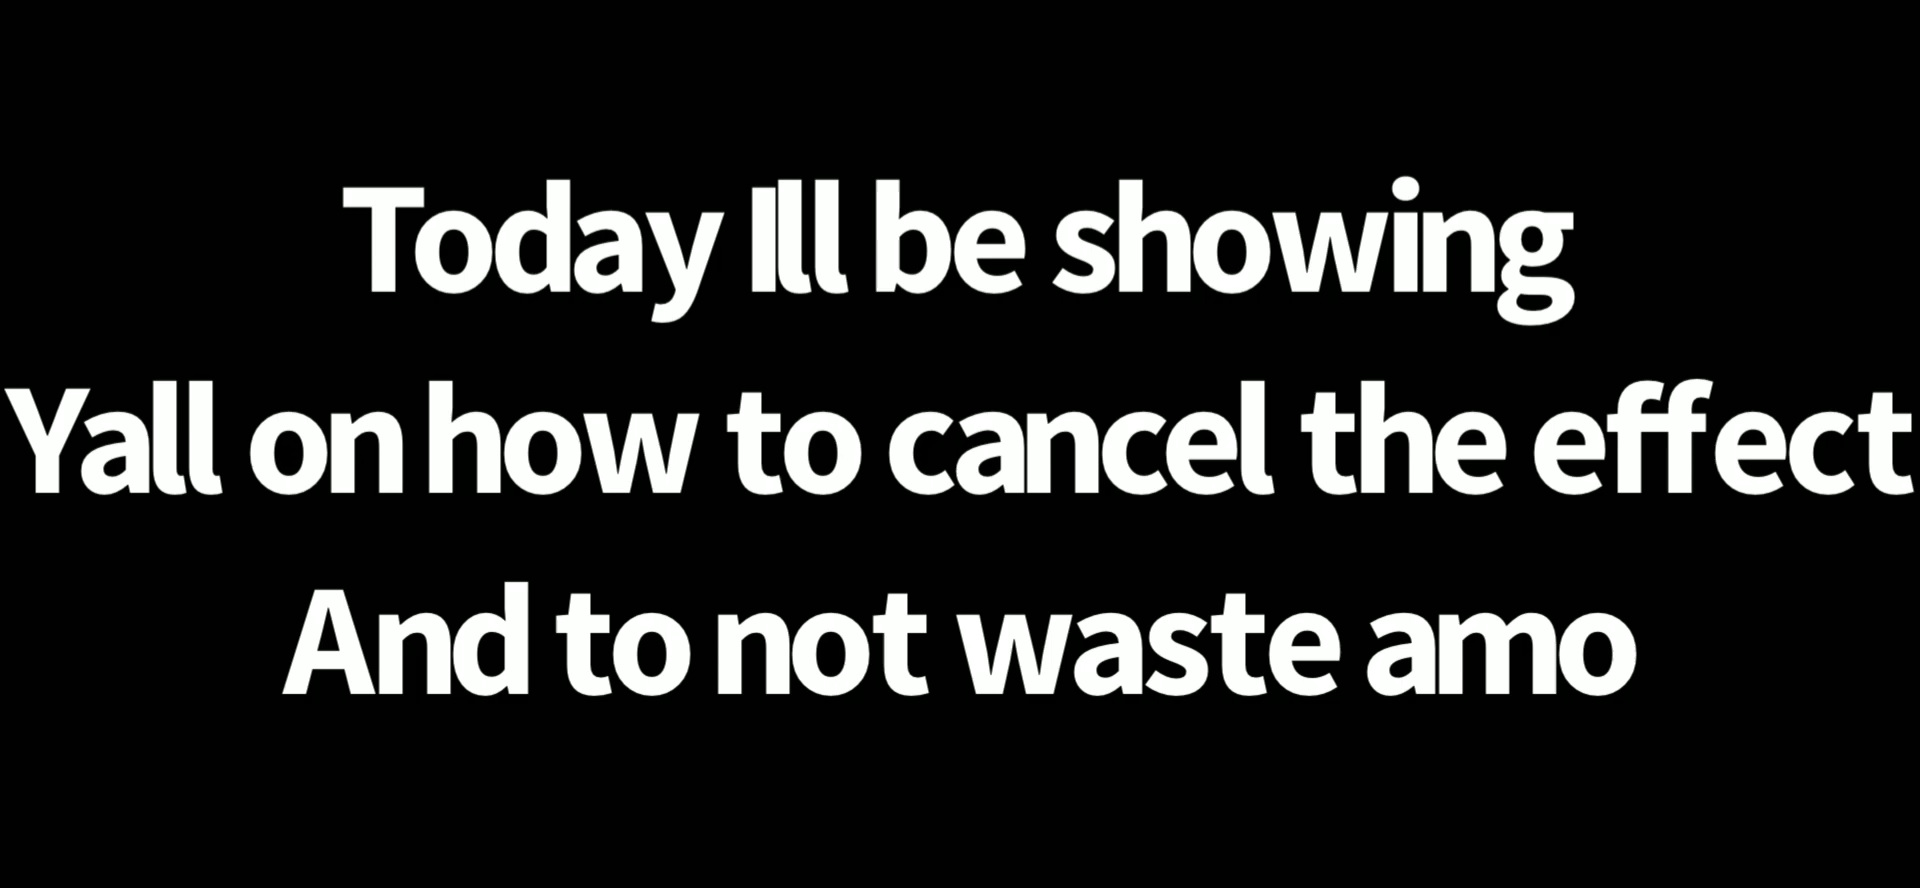 Today Ill be showing
Yall on how to cancel the effect
And to not waste amo